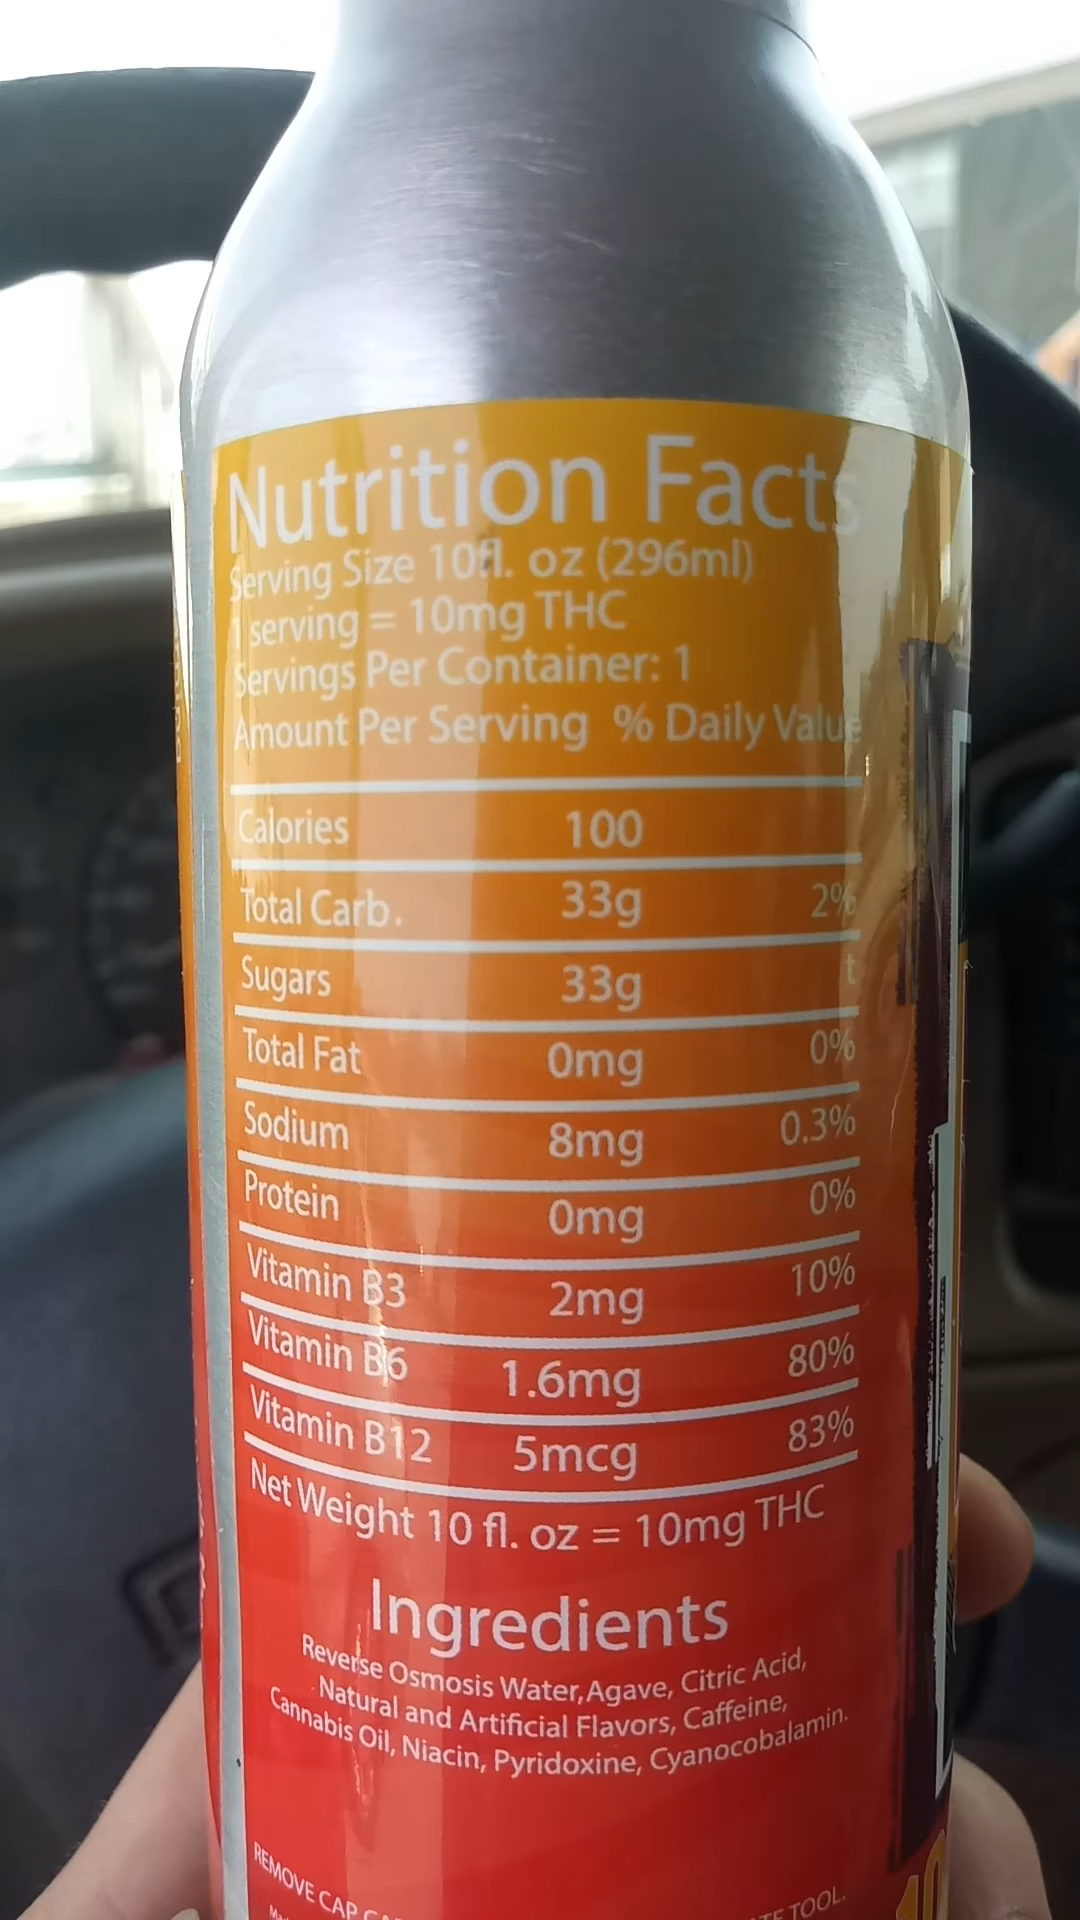 Nutrition Facts
Serving Size 10fl. oz (296ml)
1 serving = 10mg THC
Servings Per Container: 1
Amount Per Serving % Daily Value
Calories 100
Total Carb. 33g 2%
Sugars 33g t
Total Fat 0mg 0%
Sodium 8mg 0.3%
Protein 0mg 0%
Vitamin B3 2mg 10%
Vitamin B6 1.6mg 80%
Vitamin B12 5mcg 83%
Net Weight 10 fl. oz = 10mg THC
Ingredients
Reverse Osmosis Water, Agave, Citric Acid,
Natural and Artificial Flavors, Caffeine,
Cannabis Oil, Niacin, Pyridoxine, Cyanocobalamin.
REMOVE CAP TOOL.
10